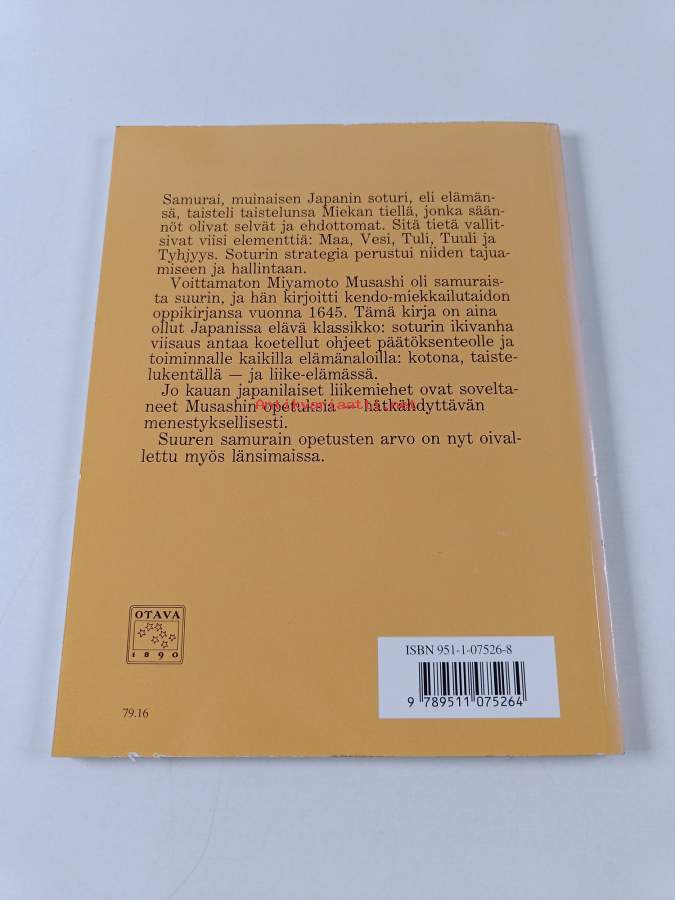 Samurai, muinaisen Japanin soturi, eli elämän-
sä, taisteli taistelunsa Miekan tiellä, jonka sään-
nöt olivat selvät ja ehdottomat. Sitä tietä vallit-
sivat viisi elementtiä: Maa, Vesi, Tuli, Tuuli ja
Tyhjyys. Soturin strategia perustui niiden tajua-
miseen ja hallintaan.
Voittamaton Miyamoto Musashi oli samurais-
ta suurin, ja hän kirjoitti kendo-miekkailutaidon
oppikirjansa vuonna 1645. Tämä kirja on aina
ollut Japanissa elävä klassikko: soturin ikivanha
viisaus antaa koetellut ohjeet päätöksenteolle ja
toiminnalle kaikilla elämänaloilla: kotona, taiste-
lukentällä — ja liike-elämässä.
Jo kauan japanilaiset liikemiehet ovat sovelta-
neet Musashin opetuksia — hätkähdyttävän
menestyksellisesti.
Suuren samurain opetusten arvo on nyt oival-
lettu myös länsimaissa.
OTAVA
1890
79.16
ISBN 951-1-07526-8
9 789511 075264